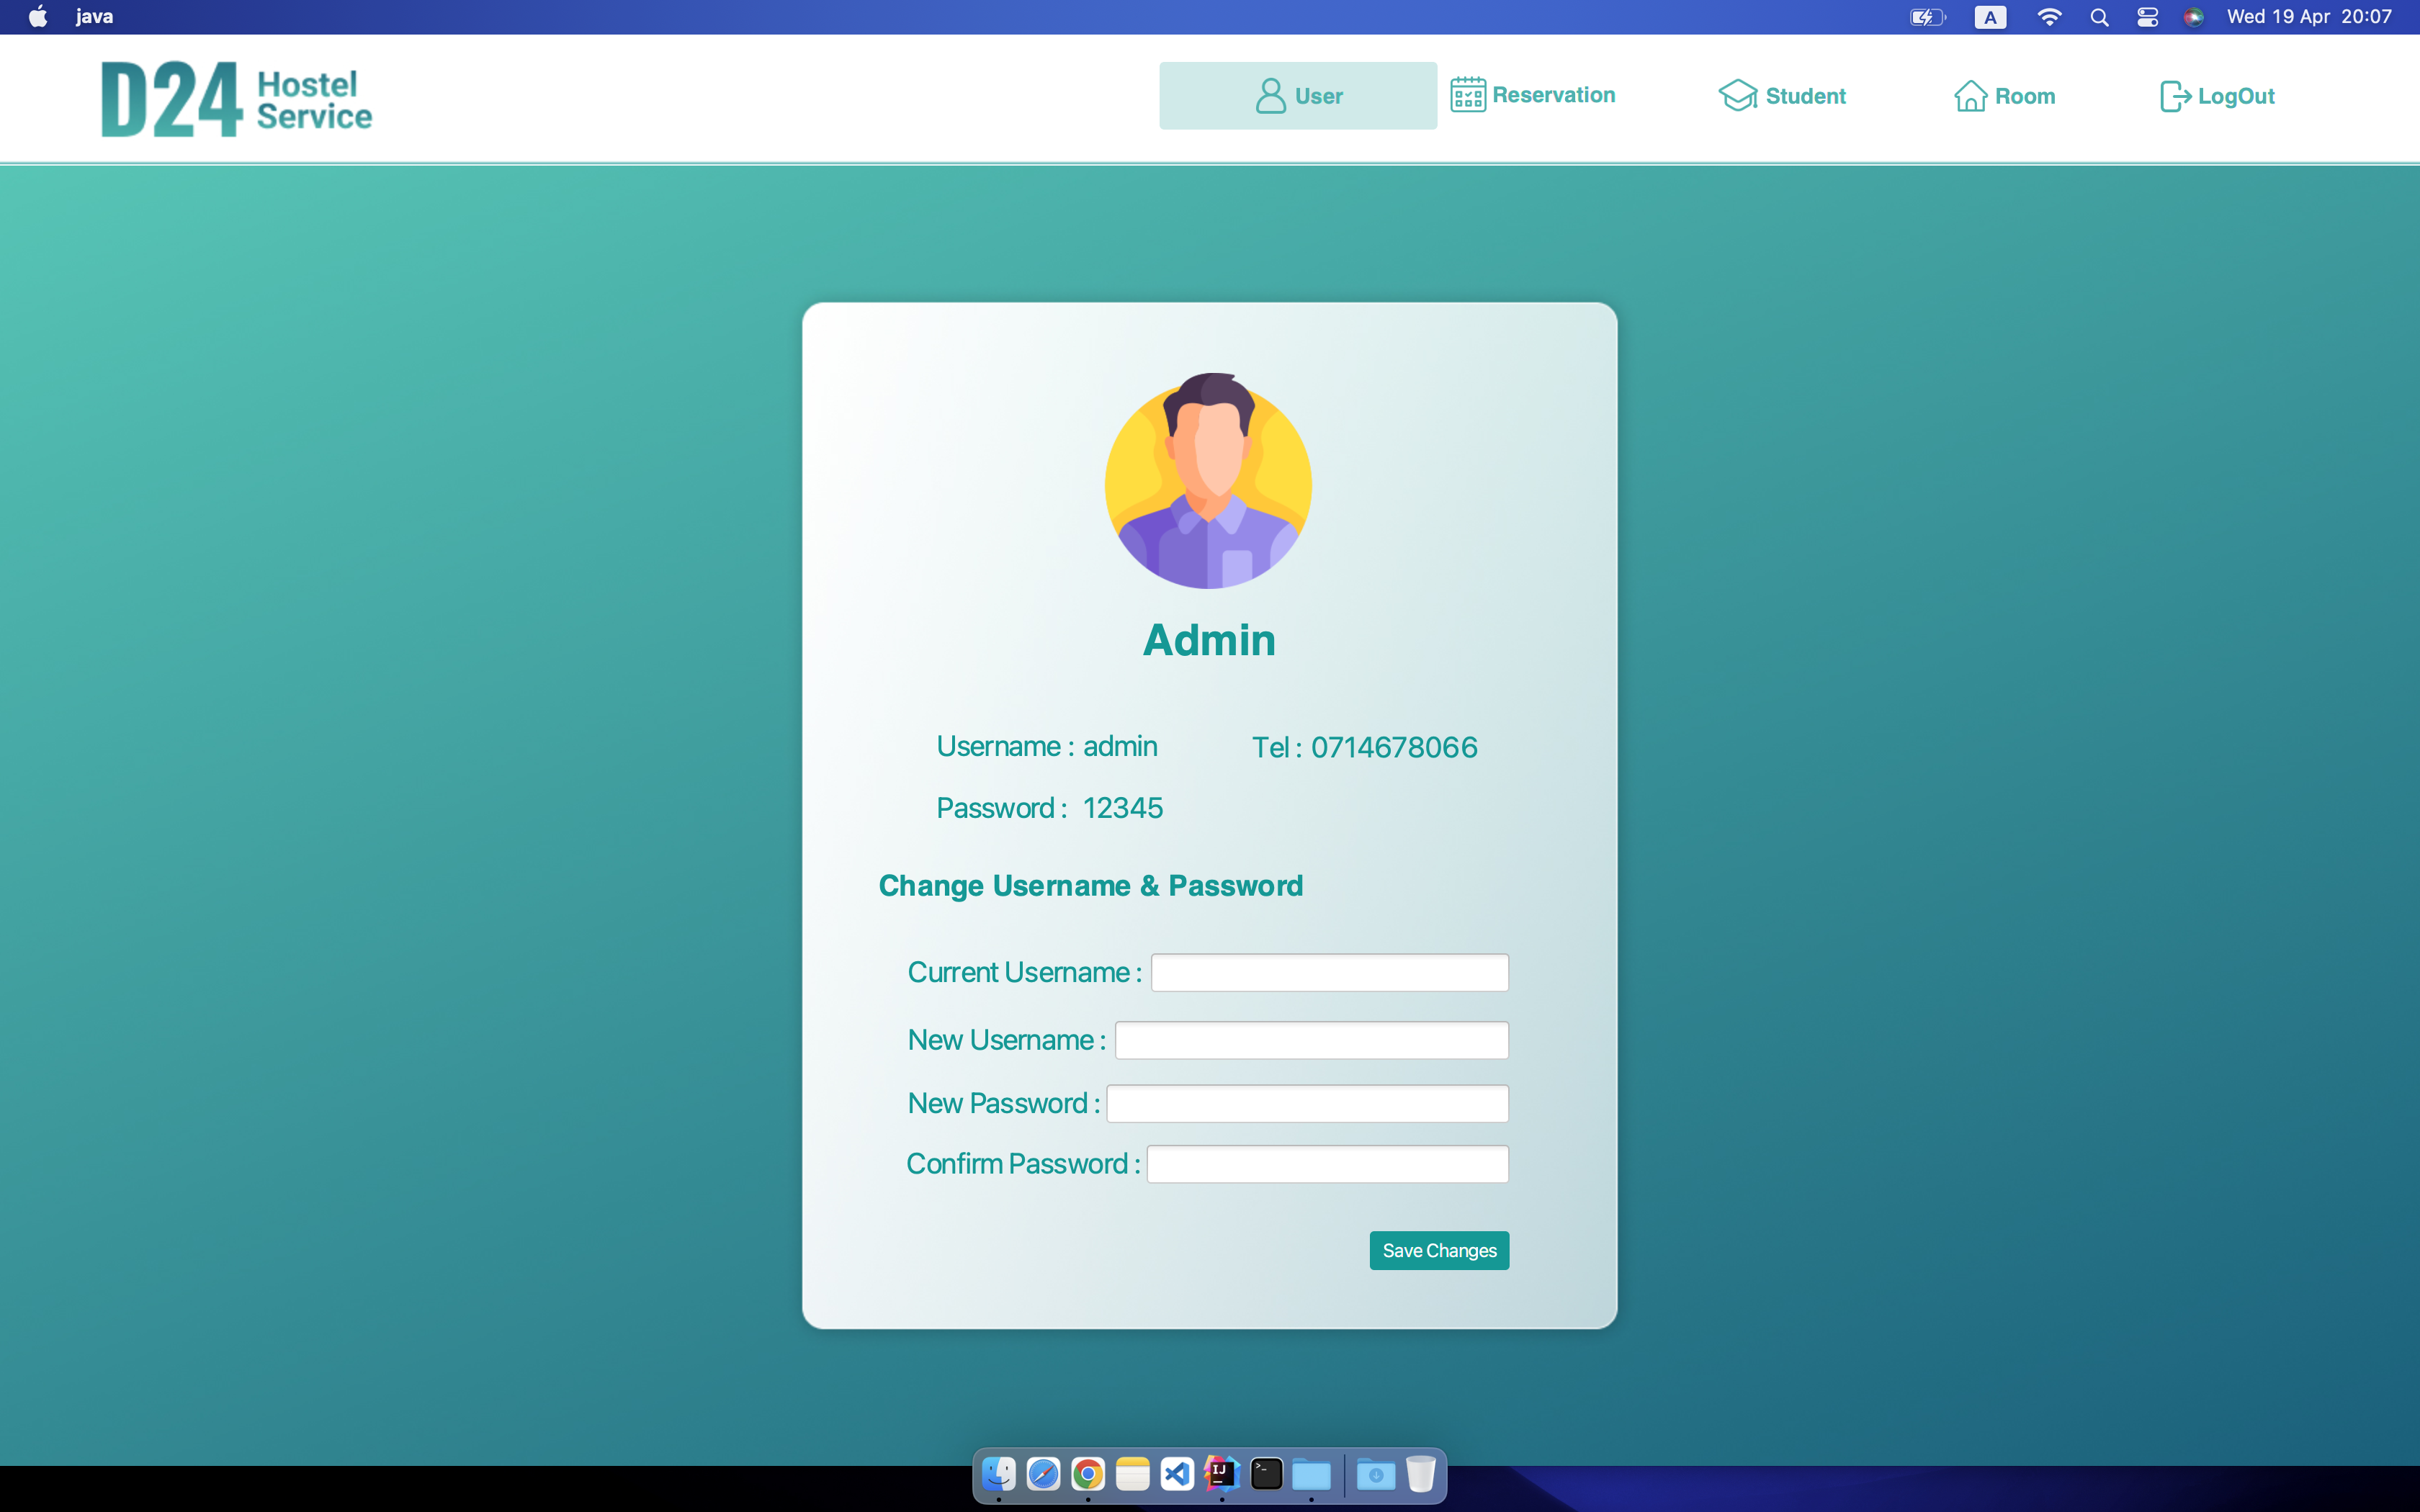 java
A
Wed 19 Apr 20:07
D24 Hostel Service
User
Reservation
Student
Room
LogOut
Admin
Username : admin
Tel : 0714678066
Password : 12345
Change Username & Password
Current Username :
New Username :
New Password :
Confirm Password :
Save Changes
IJ
>_